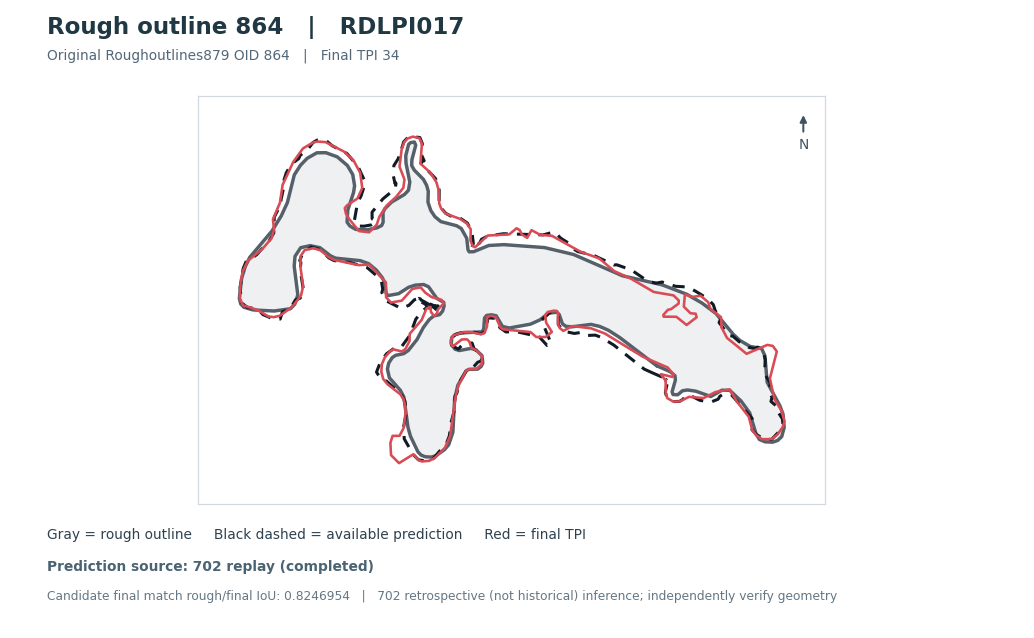 Rough outline 864   |   RDLPI017
Original Roughoutlines879 OID 864   |   Final TPI 34
N
Gray = rough outline     Black dashed = available prediction     Red = final TPI
Prediction source: 702 replay (completed)
Candidate final match rough/final IoU: 0.8246954   |   702 retrospective (not historical) inference; independently verify geometry